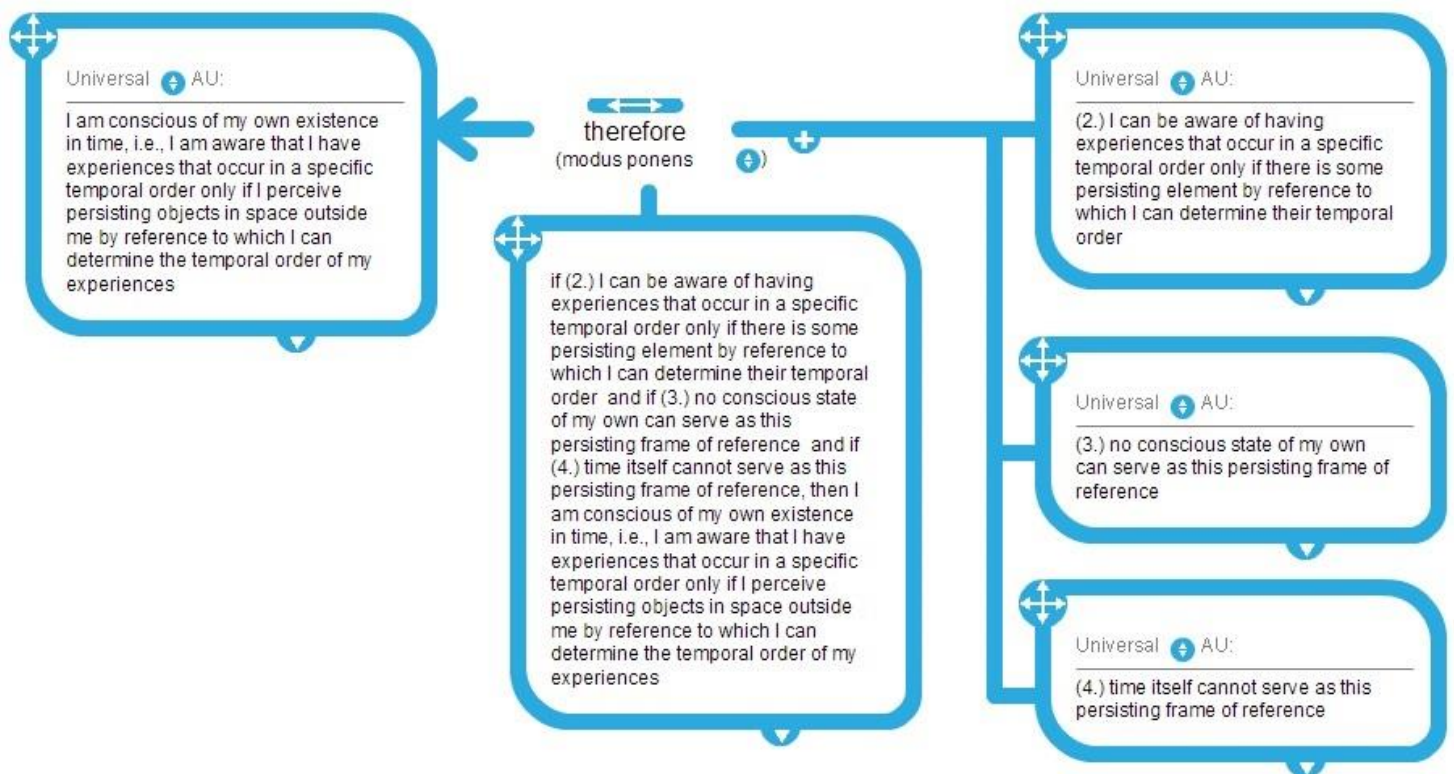 Universal AU:
I am conscious of my own existence
in time, i.e., I am aware that I have
experiences that occur in a specific
temporal order only if I perceive
persisting objects in space outside
me by reference to which I can
determine the temporal order of my
experiences
therefore
(modus ponens )
if (2.) I can be aware of having
experiences that occur in a specific
temporal order only if there is some
persisting element by reference to
which I can determine their temporal
order and if (3.) no conscious state
of my own can serve as this
persisting frame of reference and if
(4.) time itself cannot serve as this
persisting frame of reference, then I
am conscious of my own existence
in time, i.e., I am aware that I have
experiences that occur in a specific
temporal order only if I perceive
persisting objects in space outside
me by reference to which I can
determine the temporal order of my
experiences
Universal AU:
(2.) I can be aware of having
experiences that occur in a specific
temporal order only if there is some
persisting element by reference to
which I can determine their temporal
order
Universal AU:
(3.) no conscious state of my own
can serve as this persisting frame of
reference
Universal AU:
(4.) time itself cannot serve as this
persisting frame of reference